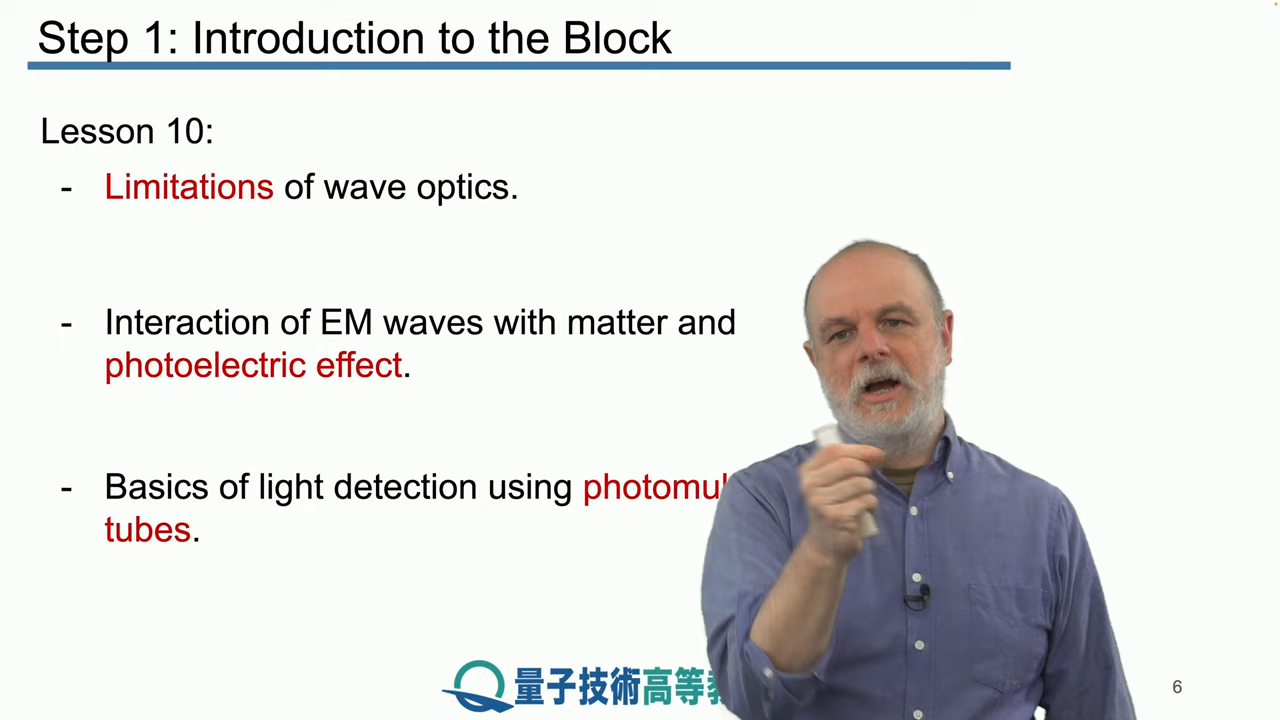 Step 1: Introduction to the Block
Lesson 10:
- Limitations of wave optics.
- Interaction of EM waves with matter and
photoelectric effect.
- Basics of light detection using
tubes.
量子技術高等
6